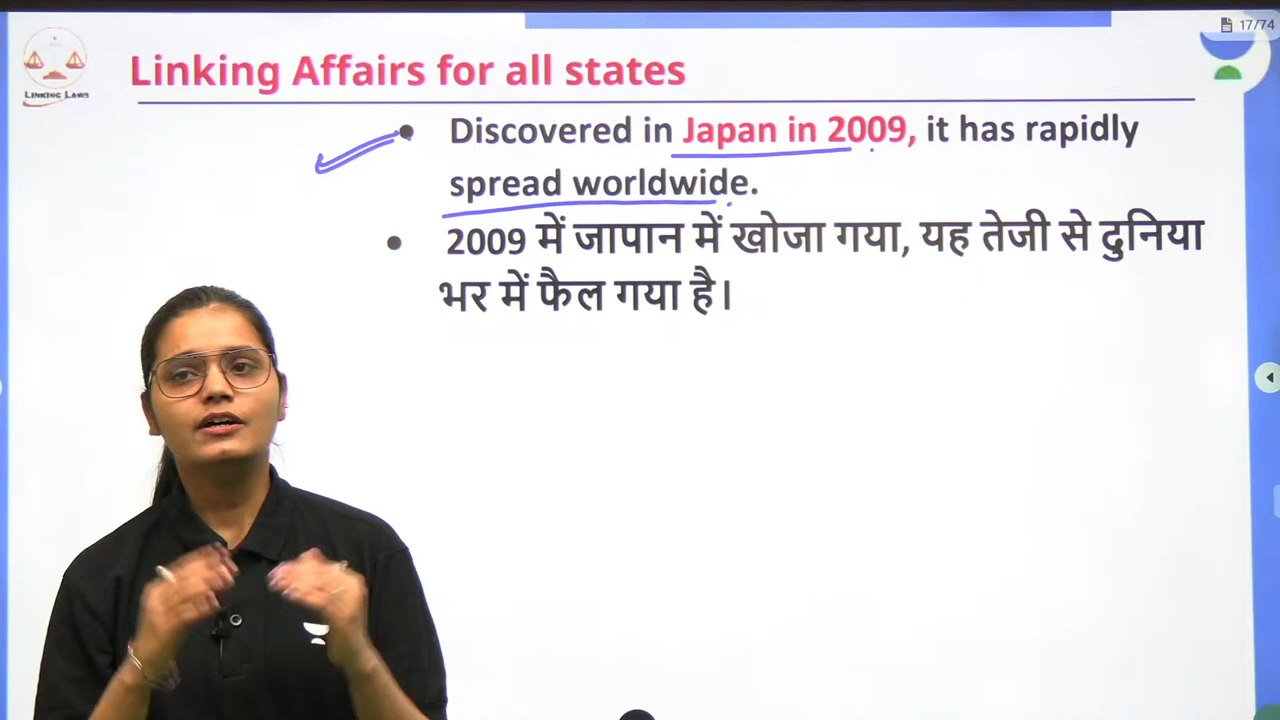 17/74
LINKING LAWS
Linking Affairs for all states
• Discovered in Japan in 2009, it has rapidly
spread worldwide.
• 2009 में जापान में खोजा गया, यह तेजी से दुनिया
भर में फैल गया है।